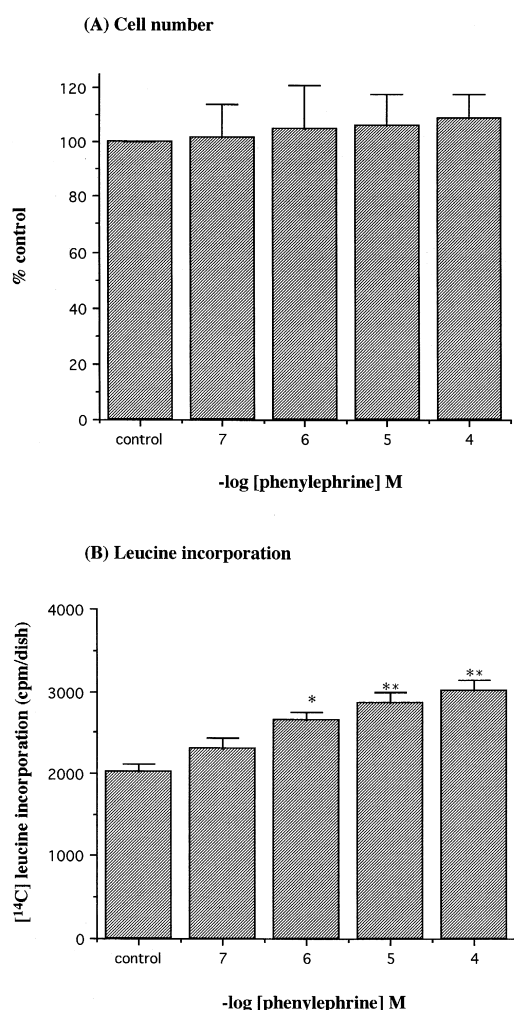 (A) Cell number
120
100
80
60
40
20
0
% control
control 7 6 5 4
-log [phenylephrine] M
(B) Leucine incorporation
4000
3000
2000
1000
0
[¹⁴C] leucine incorporation (cpm/dish)
* ** **
control 7 6 5 4
-log [phenylephrine] M